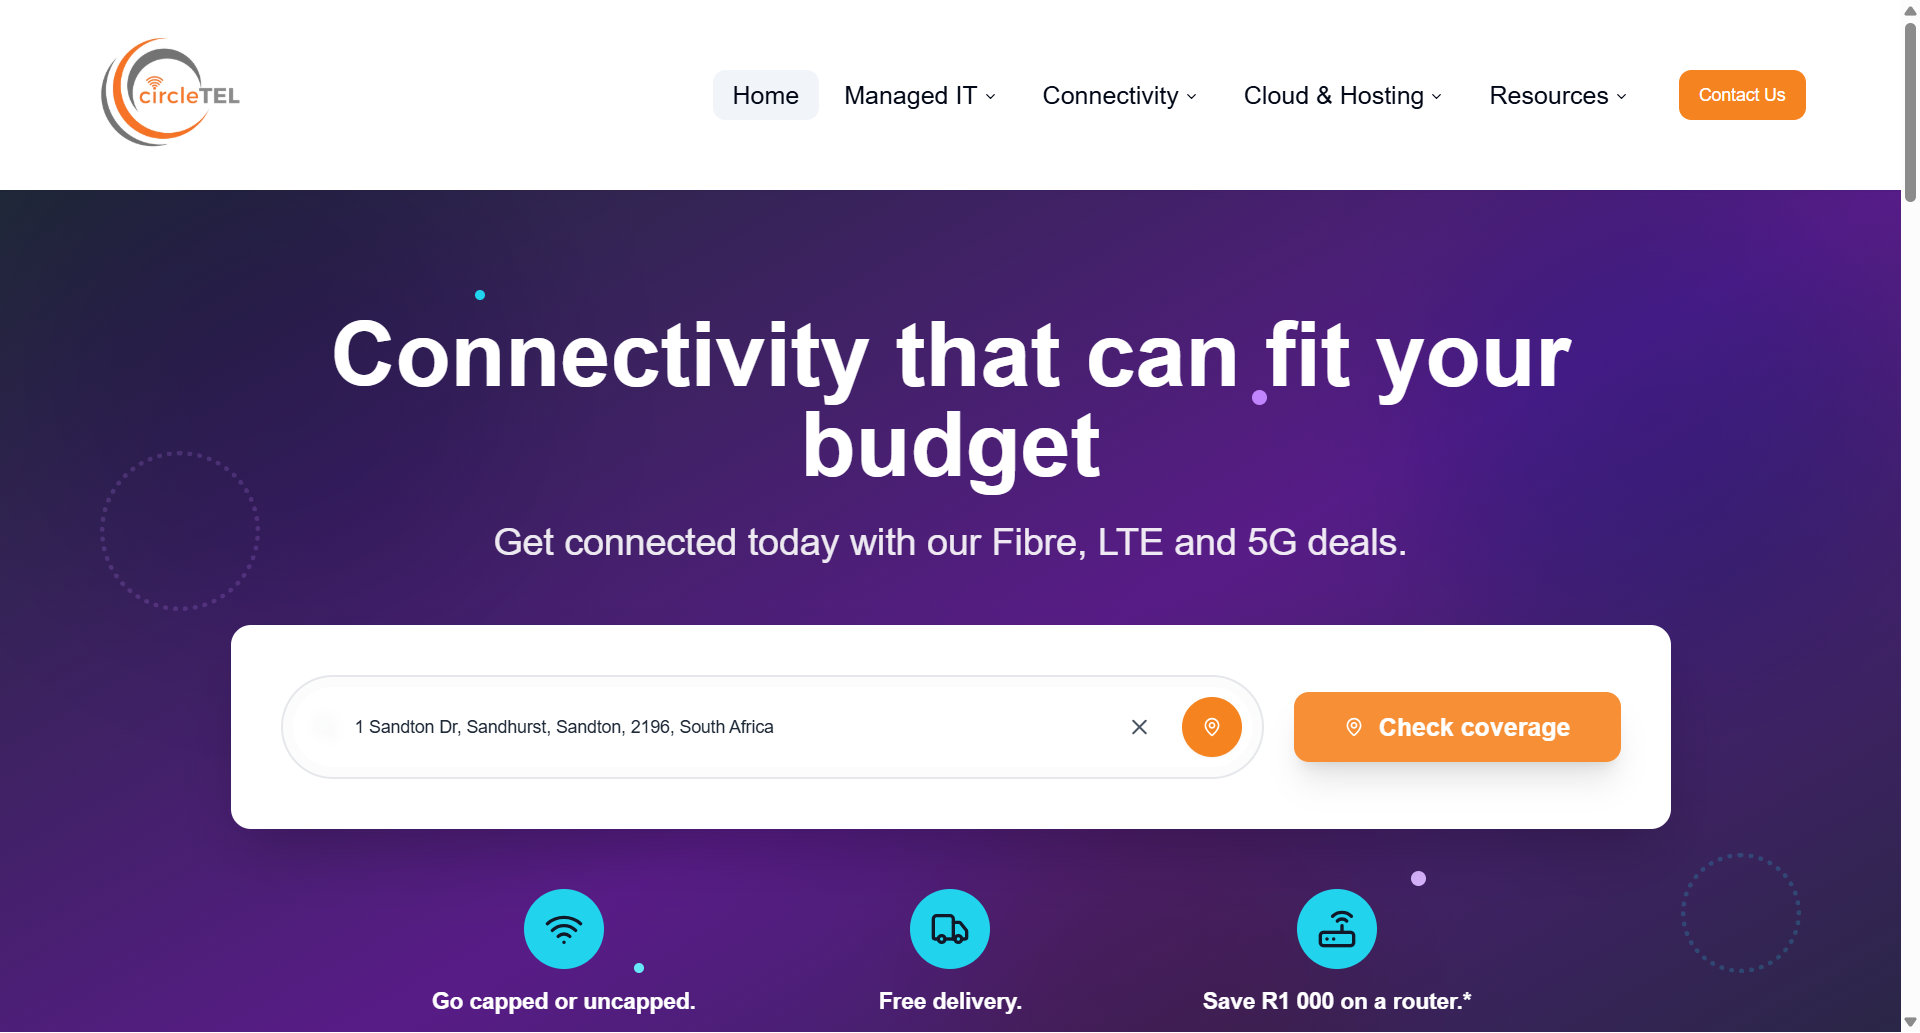 circleTEL
Home
Managed IT
Connectivity
Cloud & Hosting
Resources
Contact Us
Connectivity that can fit your
budget
Get connected today with our Fibre, LTE and 5G deals.
1 Sandton Dr, Sandhurst, Sandton, 2196, South Africa
Check coverage
Go capped or uncapped.
Free delivery.
Save R1 000 on a router.*